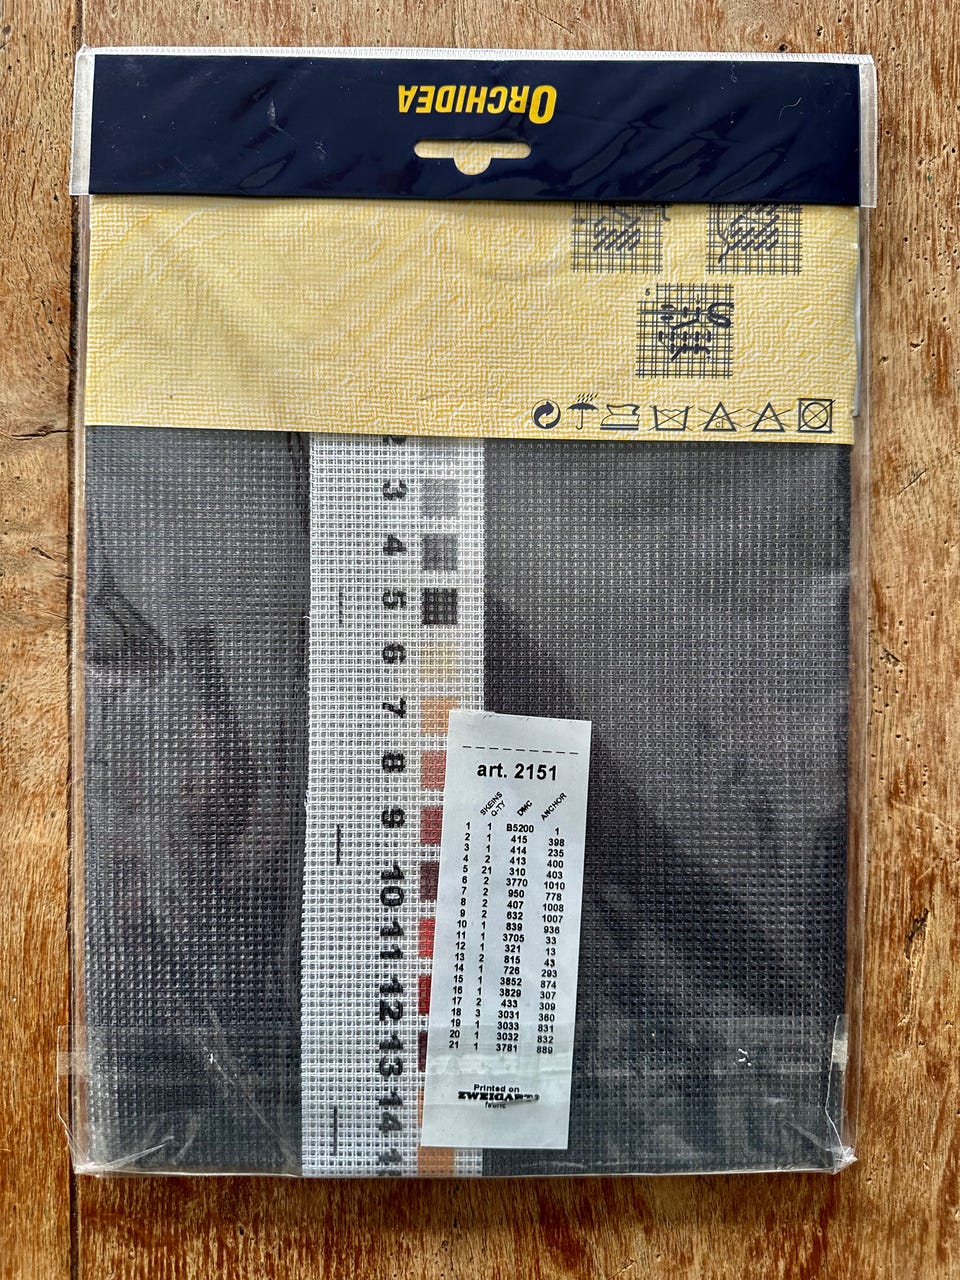 ORCHIDEA
5
2
3
4
5
6
7
8
9
10
11
12
13
14
art. 2151
SKEINS Q-TY DMC ANCHOR
1 1 B5200 1
2 1 415 398
3 1 414 235
4 2 413 400
5 21 310 403
6 2 3770 1010
7 2 950 778
8 2 407 1008
9 2 632 1007
10 1 839 936
11 1 3705 33
12 1 321 13
13 2 815 43
14 1 726 293
15 1 3852 874
16 1 3829 307
17 2 433 309
18 3 3031 360
19 1 3033 831
20 1 3032 832
21 1 3781 889
Printed on
ZWEIGART
fabric